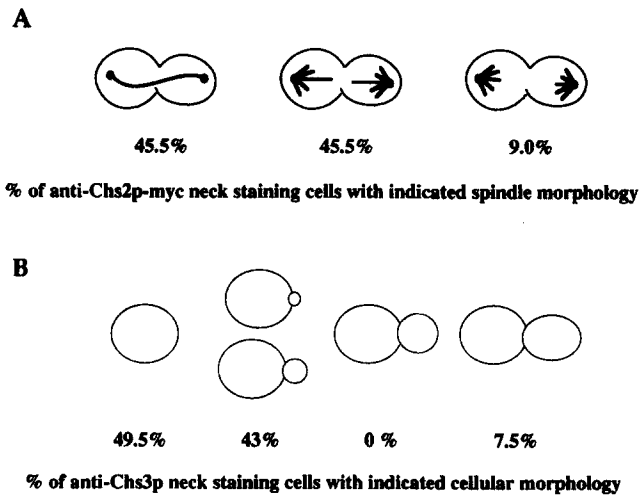 A
45.5% 45.5% 9.0%
% of anti-Chs2p-myc neck staining cells with indicated spindle morphology
B
49.5% 43% 0 % 7.5%
% of anti-Chs3p neck staining cells with indicated cellular morphology